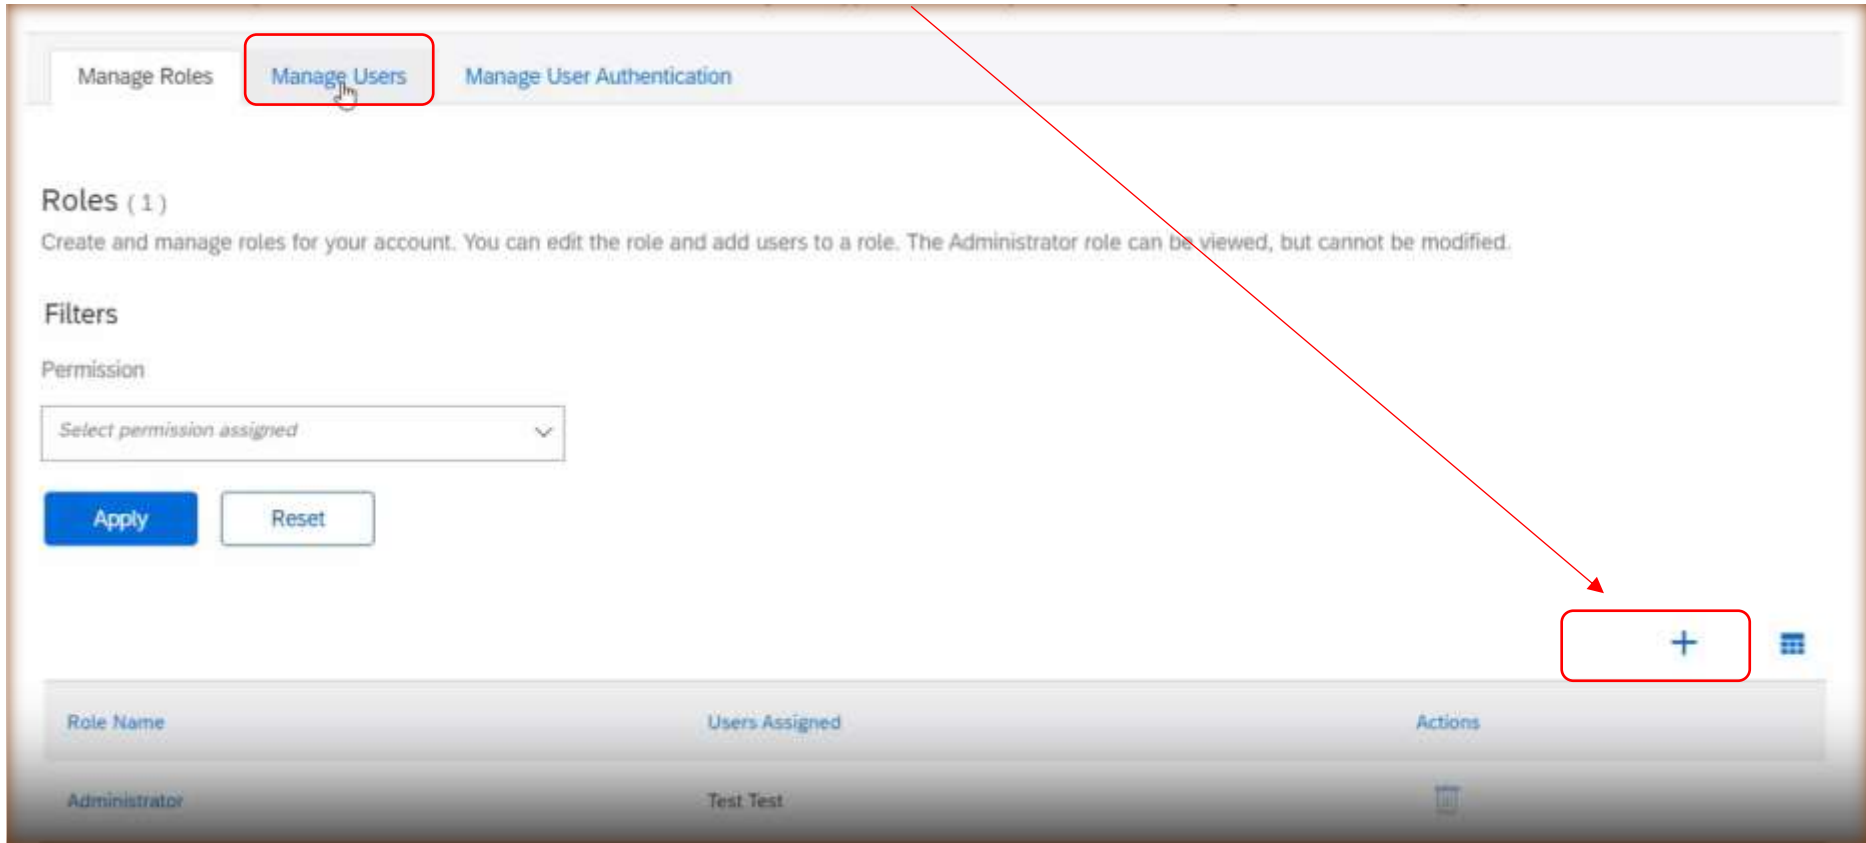 Manage Roles Manage Users Manage User Authentication
Roles ( 1 )
Create and manage roles for your account. You can edit the role and add users to a role. The Administrator role can be viewed, but cannot be modified.
Filters
Permission
Select permission assigned
Apply Reset
Role Name Users Assigned Actions
Administrator Test Test